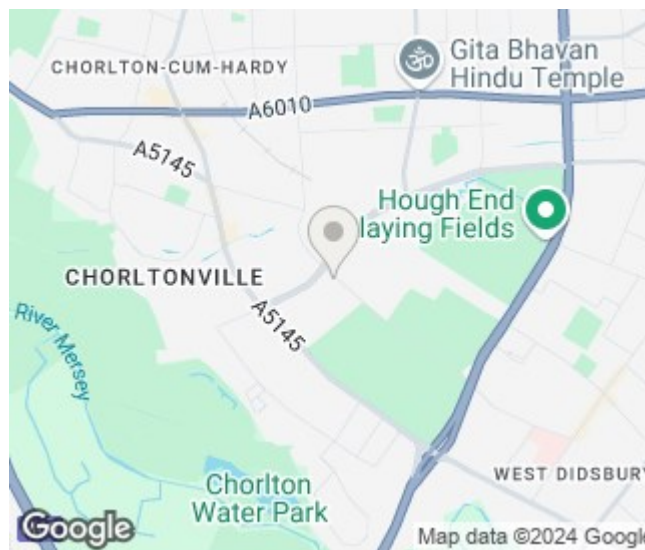 CHORLTON-CUM-HARDY
Gita Bhavan
Hindu Temple
ॐ
A6010
A5145
Hough End
laying Fields
CHORLTONVILLE
A5145
River Mersey
WEST DIDSBURY
Chorlton
Water Park
Google
Map data ©2024 Google